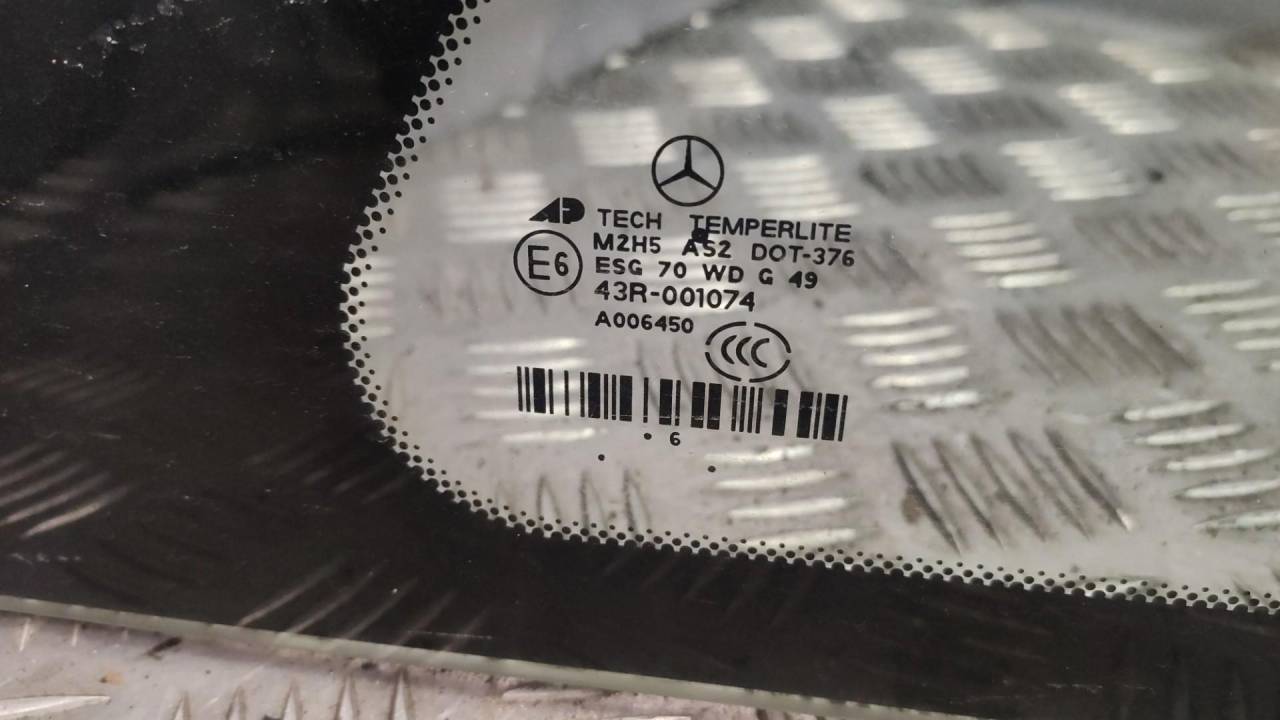 AP TECH TEMPERLITE
M2H5 AS2 DOT-376
E6 ESG 70 WD G 49
43R-001074
A006450
CCC
6